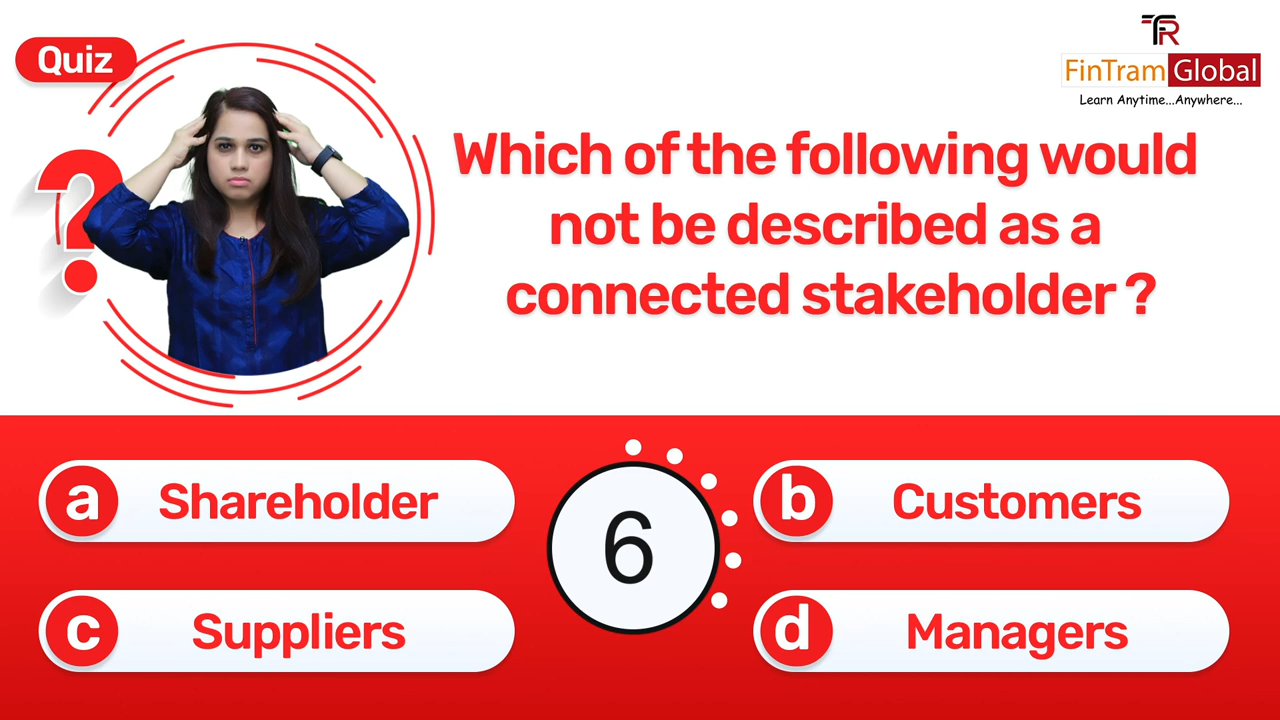 Quiz
TR
FinTram Global
Learn Anytime...Anywhere...
?
Which of the following would
not be described as a
connected stakeholder ?
a Shareholder
b Customers
6
c Suppliers
d Managers